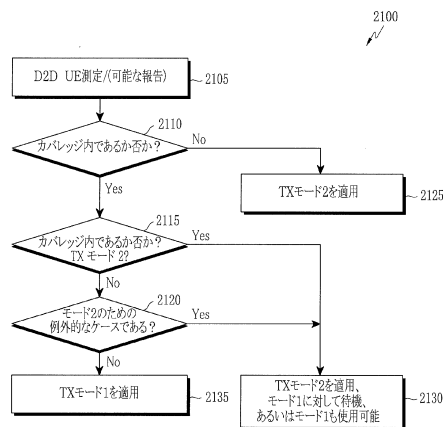 2100
D2D UE測定/(可能な報告)
2105
2110
カバレッジ内であるか否か?
No
Yes
TXモード2を適用
2125
2115
カバレッジ内であるか否か?
TX モード 2?
Yes
No
2120
モード2のための
例外的なケースである?
Yes
No
TXモード1を適用
2135
TXモード2を適用、
モード1に対して待機、
あるいはモード1も使用可能
2130